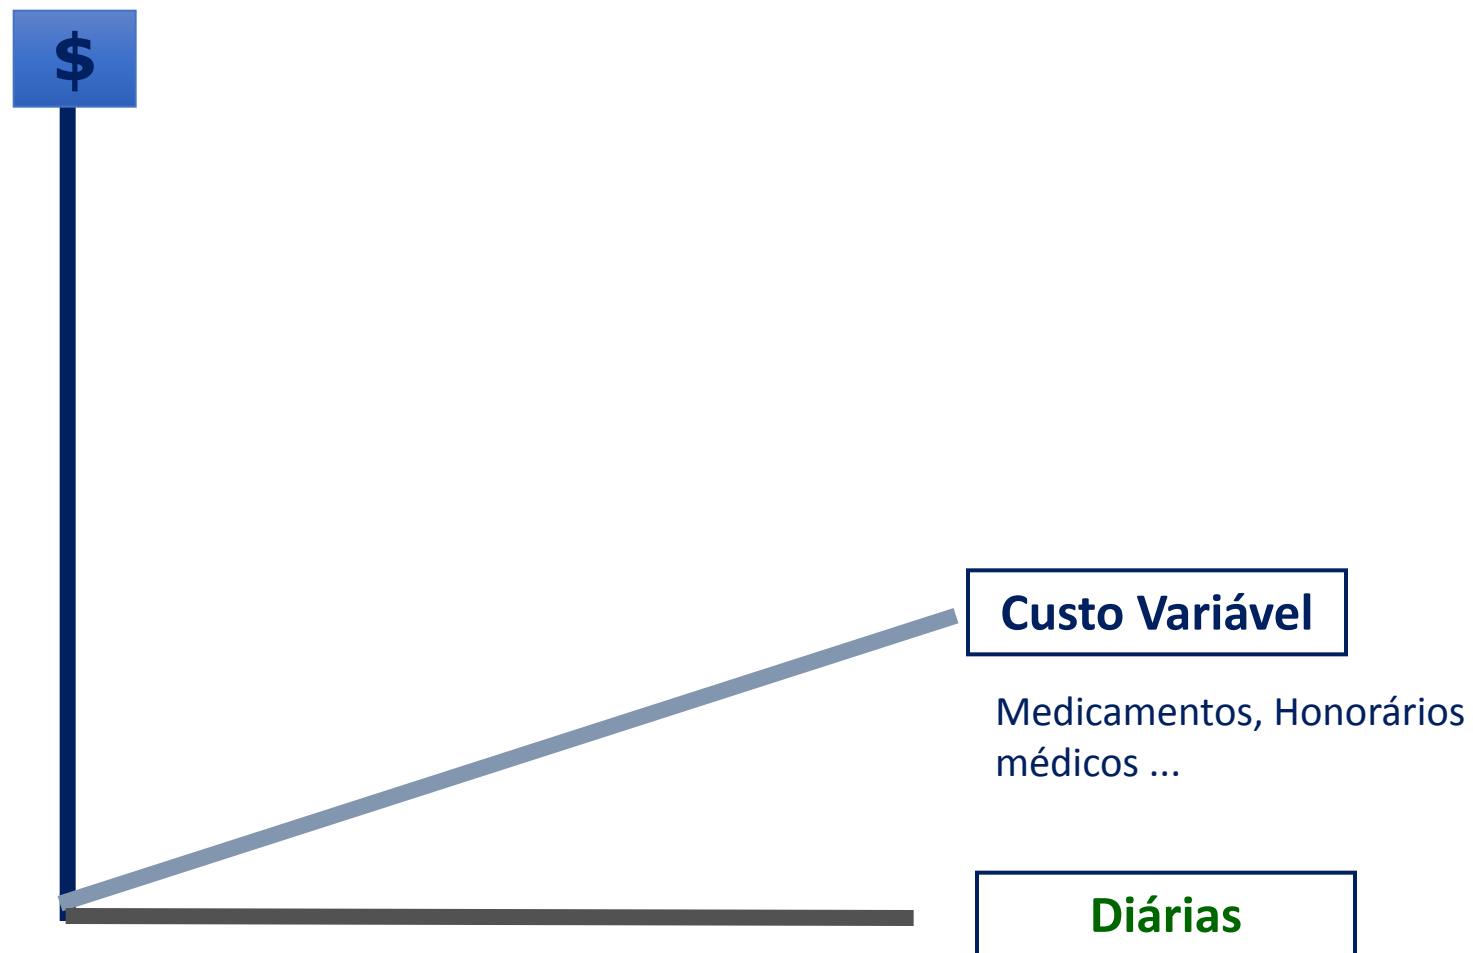 $
Custo Variável
Medicamentos, Honorários
médicos ...
Diárias